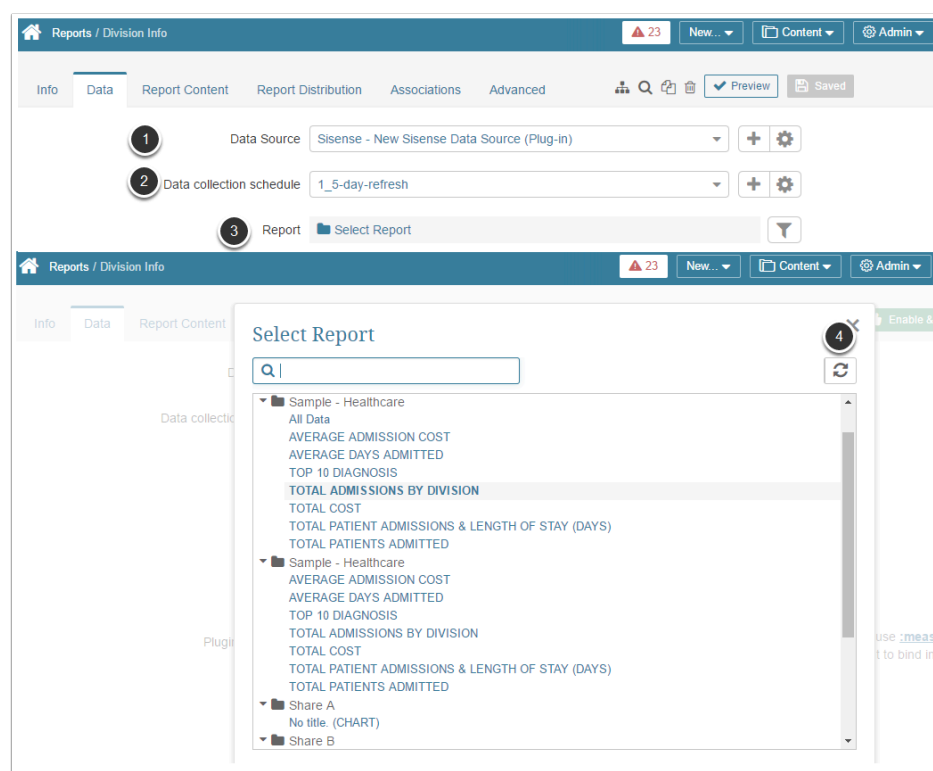 Reports / Division Info 23 New... Content Admin
Info Data Report Content Report Distribution Associations Advanced Preview Saved
1 Data Source Sisense - New Sisense Data Source (Plug-in)
2 Data collection schedule 1_5-day-refresh
3 Report Select Report
Reports / Division Info 23 New... Content Admin
Info Data Report Content Enable &
Select Report
4
D
Data collectic
Sample - Healthcare
All Data
AVERAGE ADMISSION COST
AVERAGE DAYS ADMITTED
TOP 10 DIAGNOSIS
TOTAL ADMISSIONS BY DIVISION
TOTAL COST
TOTAL PATIENT ADMISSIONS & LENGTH OF STAY (DAYS)
TOTAL PATIENTS ADMITTED
Sample - Healthcare
AVERAGE ADMISSION COST
AVERAGE DAYS ADMITTED
TOP 10 DIAGNOSIS
TOTAL ADMISSIONS BY DIVISION
TOTAL COST
Plugin use :meas
TOTAL PATIENT ADMISSIONS & LENGTH OF STAY (DAYS)
t to bind in
TOTAL PATIENTS ADMITTED
Share A
No title. (CHART)
Share B